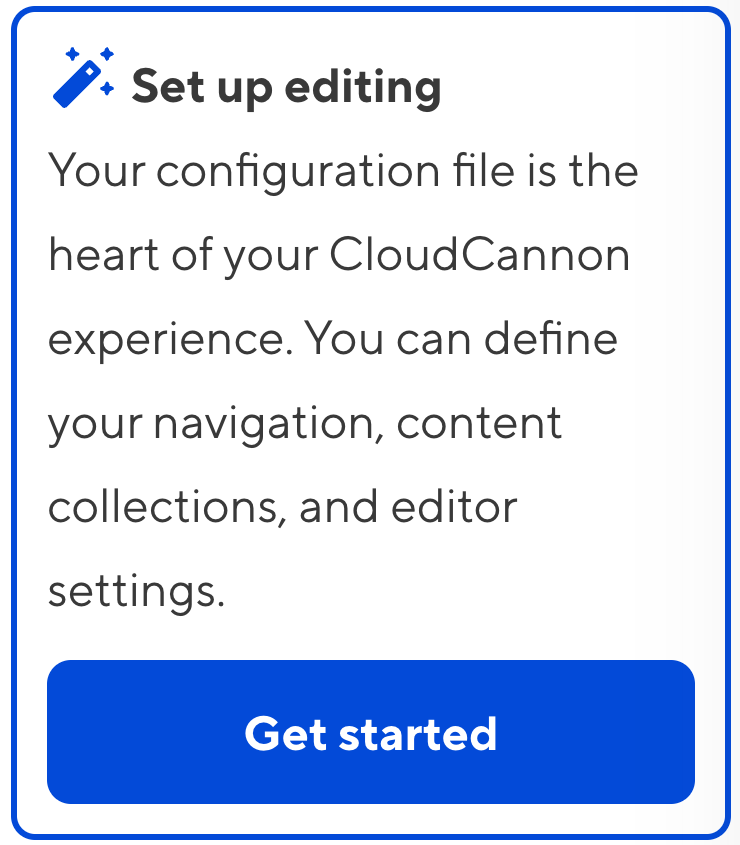 Set up editing
Your configuration file is the
heart of your CloudCannon
experience. You can define
your navigation, content
collections, and editor
settings.
Get started